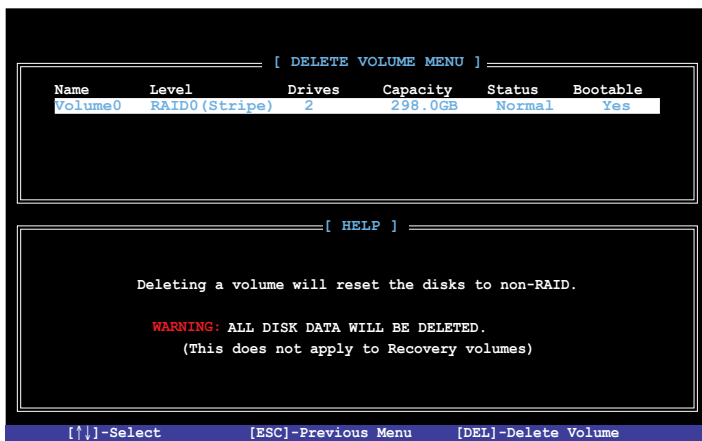 [ DELETE VOLUME MENU ]
Name Level Drives Capacity Status Bootable
Volume0 RAID0(Stripe) 2 298.0GB Normal Yes
[ HELP ]
Deleting a volume will reset the disks to non-RAID.
WARNING: ALL DISK DATA WILL BE DELETED.
(This does not apply to Recovery volumes)
[↑↓]-Select [ESC]-Previous Menu [DEL]-Delete Volume